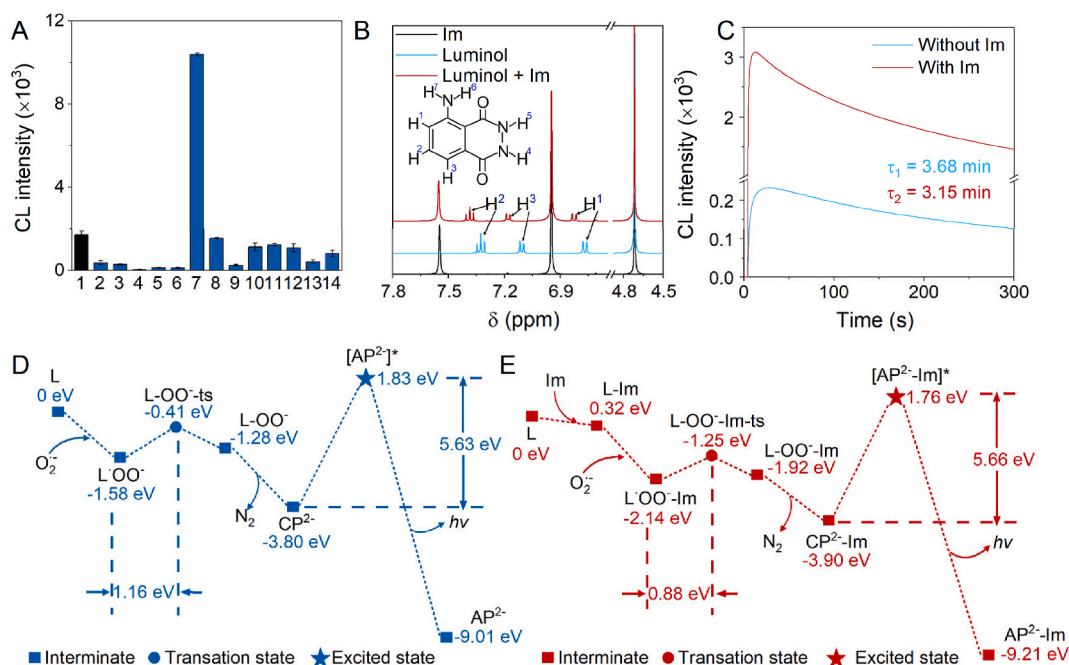 A
CL intensity (×10³)
12
8
4
0
1 2 3 4 5 6 7 8 9 10 11 12 13 14
B
Im
Luminol
Luminol + Im
H⁷ H⁶
N
O
H¹
N H⁵
H²
N H⁴
H³
O
H² H³ H¹
7.8 7.5 7.2 6.9 4.8 4.5
δ (ppm)
C
CL intensity (×10³)
Without Im
With Im
3
2
0.2
0.1
0.0
τ₁ = 3.68 min
τ₂ = 3.15 min
0 100 200 300
Time (s)
D
L
0 eV
O₂·⁻
L·OO⁻
-1.58 eV
L-OO⁻-ts
-0.41 eV
L-OO⁻
-1.28 eV
N₂
CP²⁻
-3.80 eV
[AP²⁻]*
1.83 eV
5.63 eV
hv
1.16 eV
AP²⁻
-9.01 eV
Interminate Transation state Excited state
E
L
0 eV
Im
L-Im
0.32 eV
O₂·⁻
L·OO⁻-Im
-2.14 eV
L-OO⁻-Im-ts
-1.25 eV
L-OO⁻-Im
-1.92 eV
N₂
CP²⁻-Im
-3.90 eV
[AP²⁻-Im]*
1.76 eV
5.66 eV
hv
0.88 eV
AP²⁻-Im
-9.21 eV
Interminate Transation state Excited state